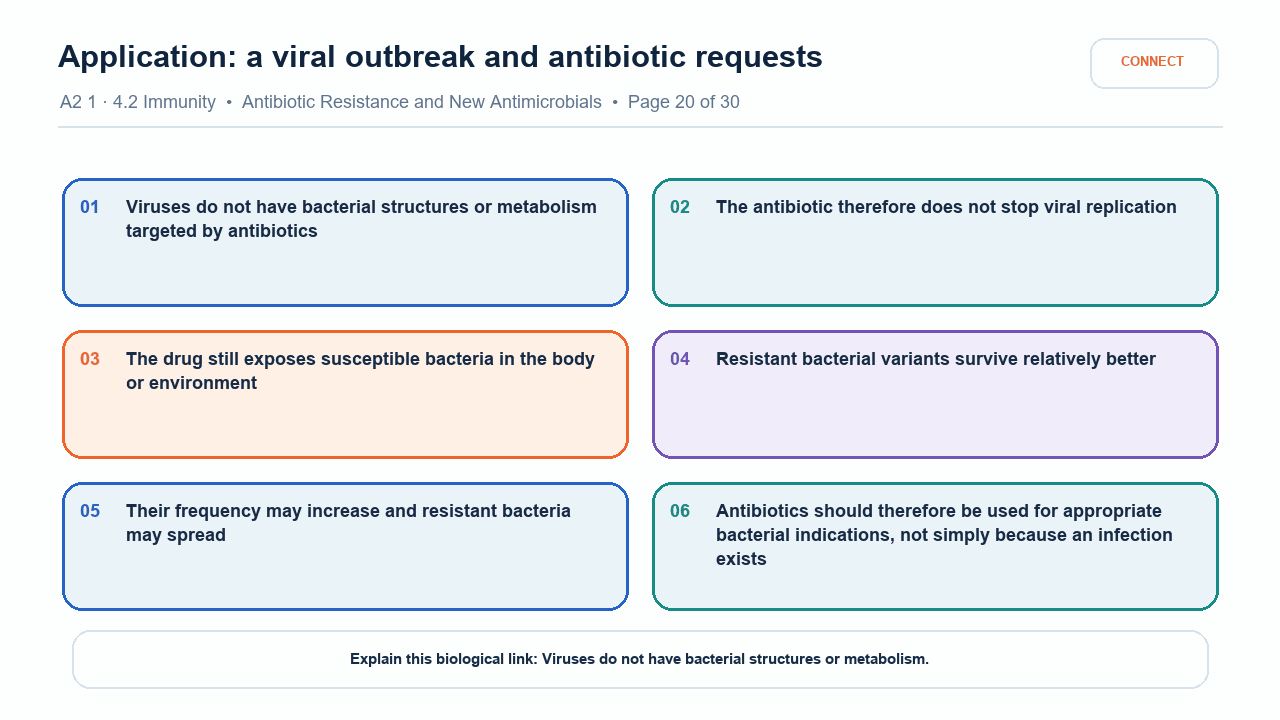 Application: a viral outbreak and antibiotic requests
CONNECT
A2 1 · 4.2 Immunity • Antibiotic Resistance and New Antimicrobials • Page 20 of 30
01 Viruses do not have bacterial structures or metabolism
targeted by antibiotics
02 The antibiotic therefore does not stop viral replication
03 The drug still exposes susceptible bacteria in the body
or environment
04 Resistant bacterial variants survive relatively better
05 Their frequency may increase and resistant bacteria
may spread
06 Antibiotics should therefore be used for appropriate
bacterial indications, not simply because an infection
exists
Explain this biological link: Viruses do not have bacterial structures or metabolism.